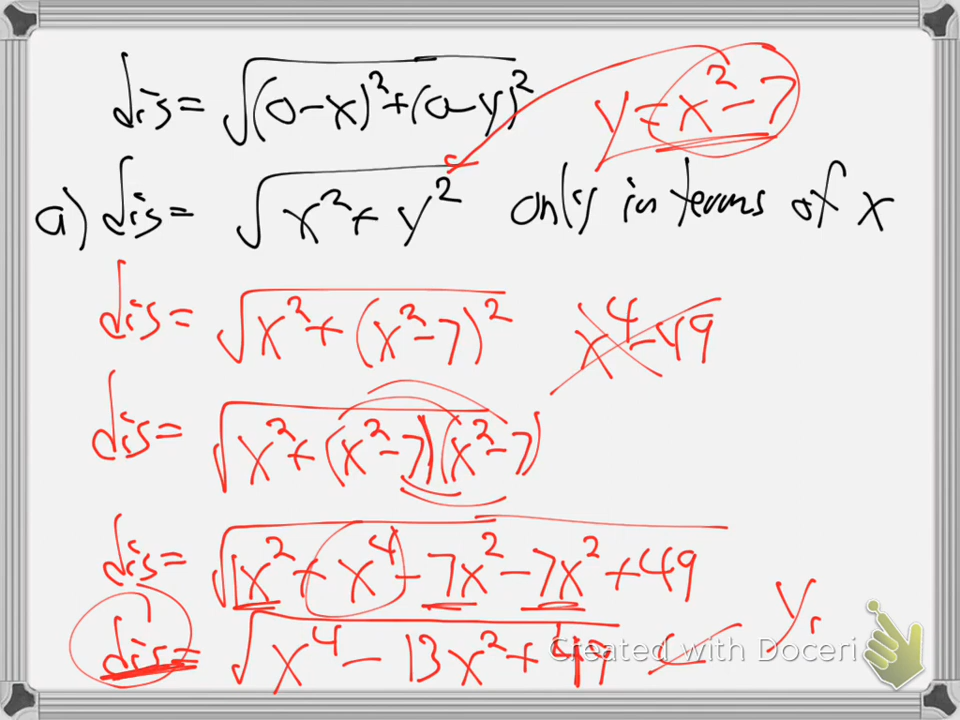 dis = √(0-x)²+(0-y)² y = x²-7
a) dis = √x²+y² only in terms of x
dis = √x²+(x²-7)² x⁴-49
dis = √x²+(x²-7)(x²-7)
dis = √1x²+x⁴-7x²-7x²+49
dis = √x⁴-13x²+49 y₁
Created with Doceri